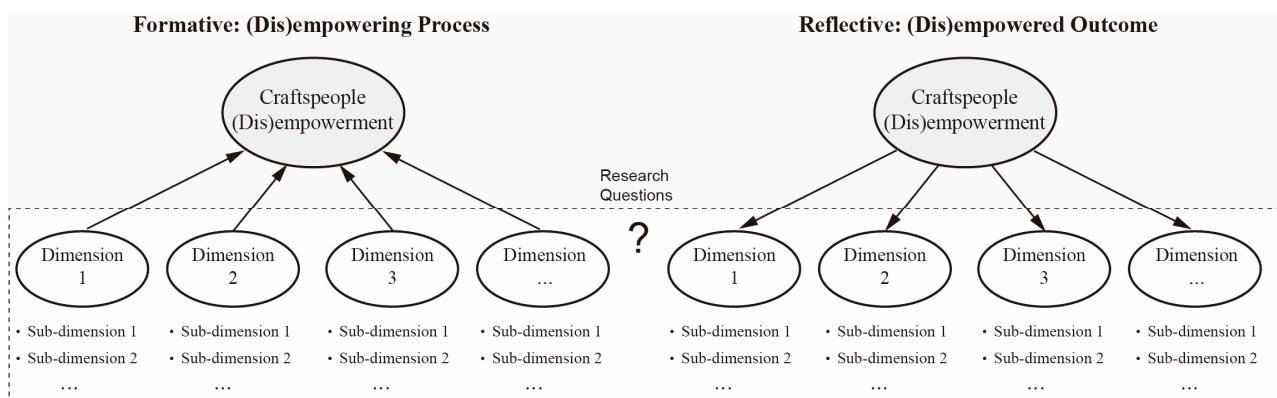 Formative: (Dis)empowering Process
Craftspeople
(Dis)empowerment
Dimension
1
Dimension
2
Dimension
3
Dimension
...
• Sub-dimension 1
• Sub-dimension 2
...
• Sub-dimension 1
• Sub-dimension 2
...
• Sub-dimension 1
• Sub-dimension 2
...
• Sub-dimension 1
• Sub-dimension 2
...
Research
Questions
?
Reflective: (Dis)empowered Outcome
Craftspeople
(Dis)empowerment
Dimension
1
Dimension
2
Dimension
3
Dimension
...
• Sub-dimension 1
• Sub-dimension 2
...
• Sub-dimension 1
• Sub-dimension 2
...
• Sub-dimension 1
• Sub-dimension 2
...
• Sub-dimension 1
• Sub-dimension 2
...